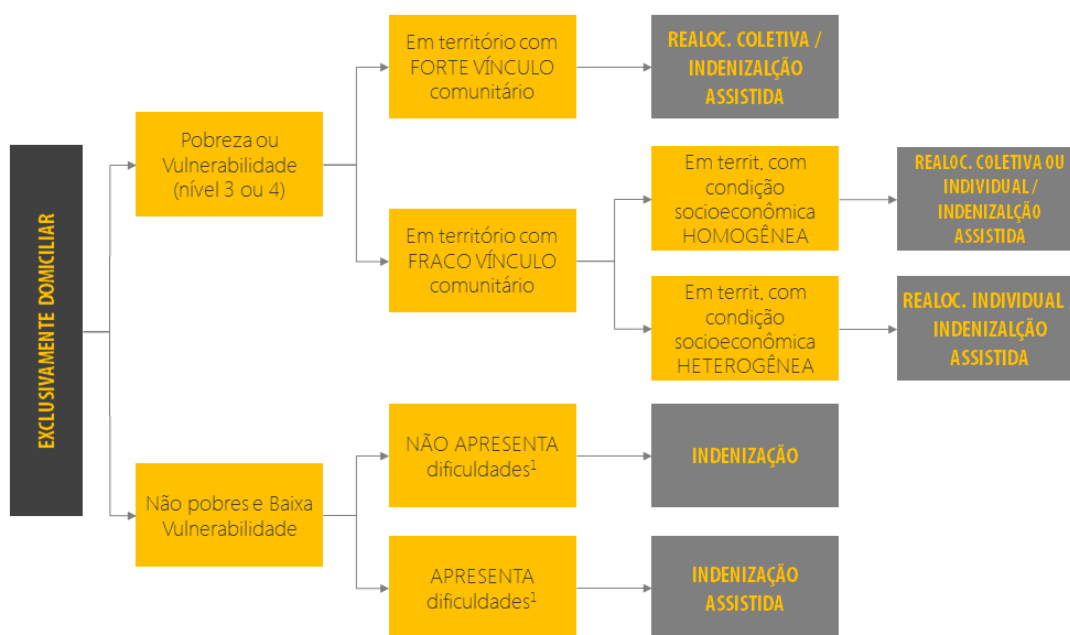 EXCLUSIVAMENTE DOMICILIAR
Pobreza ou
Vulnerabilidade
(nível 3 ou 4)
Em território com
FORTE VÍNCULO
comunitário
REALOC. COLETIVA /
INDENIZALÇÃO
ASSISTIDA
Em território com
FRACO VÍNCULO
comunitário
Em territ, com
condição
socioeconômica
HOMOGÊNEA
REALOC. COLETIVA OU
INDIVIDUAL /
INDENIZALÇÃO
ASSISTIDA
Em territ, com
condição
socioeconômica
HETEROGÊNEA
REALOC. INDIVIDUAL
INDENIZALÇÃO
ASSISTIDA
Não pobres e Baixa
Vulnerabilidade
NÃO APRESENTA
dificuldades¹
INDENIZAÇÃO
APRESENTA
dificuldades¹
INDENIZAÇÃO
ASSISTIDA